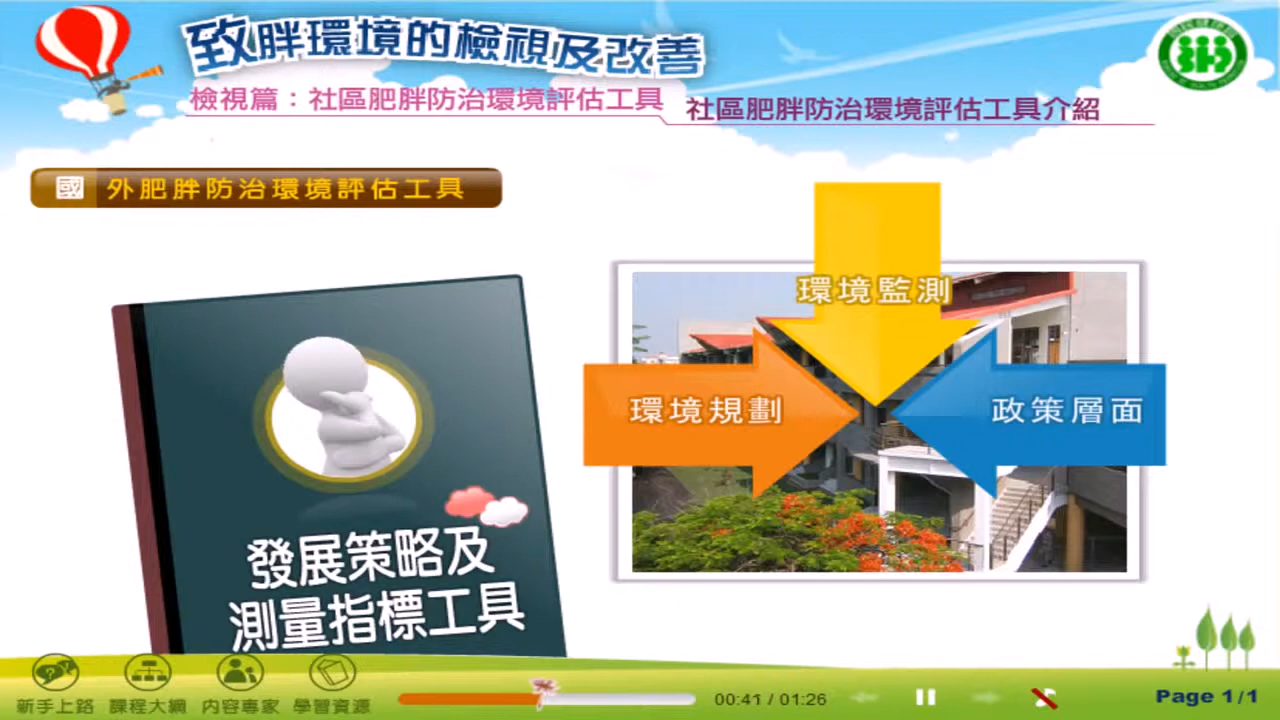 致胖環境的檢視及改善
檢視篇：社區肥胖防治環境評估工具
社區肥胖防治環境評估工具介紹
國外肥胖防治環境評估工具
環境監測
環境規劃
政策層面
發展策略及
測量指標工具
新手上路 課程大綱 內容專家 學習資源
00:41 / 01:26
Page 1/1